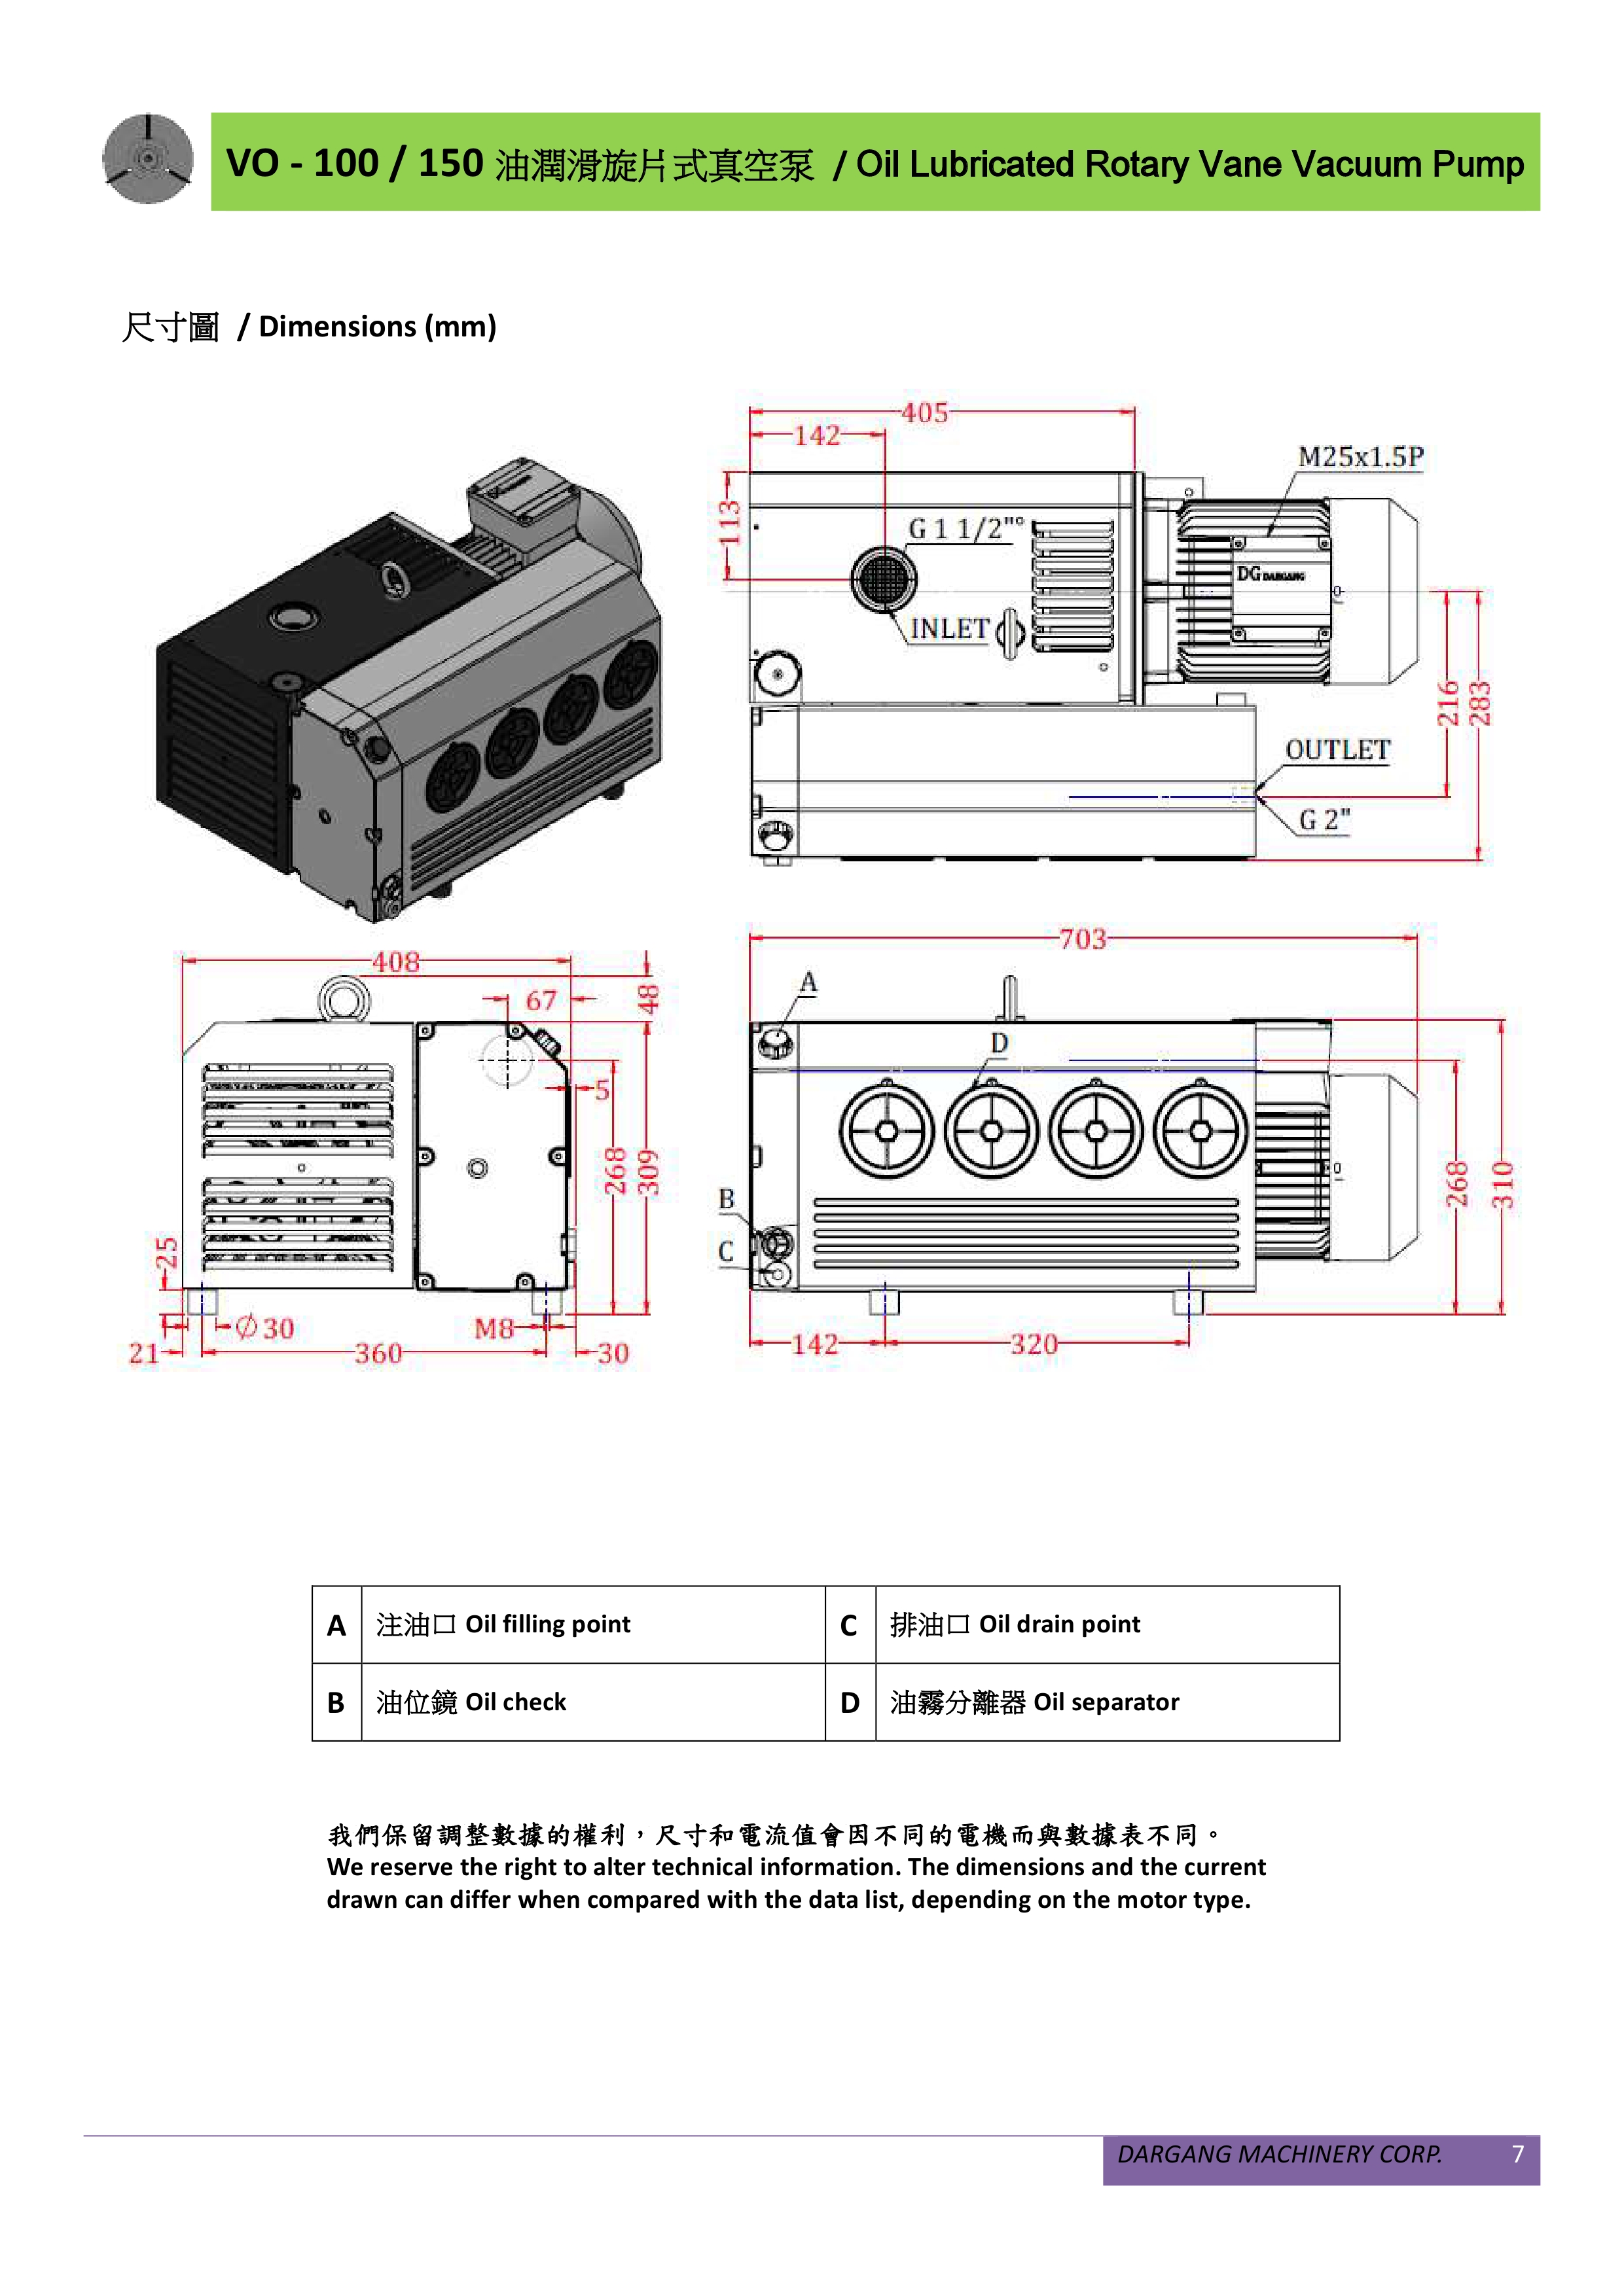 VO - 100 / 150 油潤滑旋片式真空泵 / Oil Lubricated Rotary Vane Vacuum Pump
尺寸圖 / Dimensions (mm)
405
142
113
M25x1.5P
G 1 1/2"
INLET
DG DARGANG
216
283
OUTLET
G 2"
408
48
67
5
268
309
25
Ø 30
M8
21
360
30
703
A
D
B
C
268
310
142
320
A 注油口 Oil filling point C 排油口 Oil drain point
B 油位鏡 Oil check D 油霧分離器 Oil separator
我們保留調整數據的權利，尺寸和電流值會因不同的電機而與數據表不同。
We reserve the right to alter technical information. The dimensions and the current
drawn can differ when compared with the data list, depending on the motor type.
DARGANG MACHINERY CORP. 7